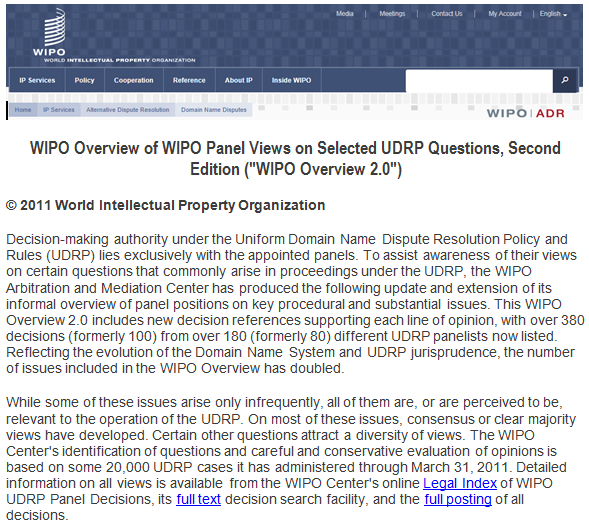 Media | Meetings | Contact Us | My Account | English
WIPO
WORLD INTELLECTUAL PROPERTY ORGANIZATION
IP Services Policy Cooperation Reference About IP Inside WIPO
Home IP Services Alternative Dispute Resolution Domain Name Disputes
WIPO | ADR
WIPO Overview of WIPO Panel Views on Selected UDRP Questions, Second
Edition ("WIPO Overview 2.0")
© 2011 World Intellectual Property Organization
Decision-making authority under the Uniform Domain Name Dispute Resolution Policy and
Rules (UDRP) lies exclusively with the appointed panels. To assist awareness of their views
on certain questions that commonly arise in proceedings under the UDRP, the WIPO
Arbitration and Mediation Center has produced the following update and extension of its
informal overview of panel positions on key procedural and substantial issues. This WIPO
Overview 2.0 includes new decision references supporting each line of opinion, with over 380
decisions (formerly 100) from over 180 (formerly 80) different UDRP panelists now listed.
Reflecting the evolution of the Domain Name System and UDRP jurisprudence, the number
of issues included in the WIPO Overview has doubled.
While some of these issues arise only infrequently, all of them are, or are perceived to be,
relevant to the operation of the UDRP. On most of these issues, consensus or clear majority
views have developed. Certain other questions attract a diversity of views. The WIPO
Center's identification of questions and careful and conservative evaluation of opinions is
based on some 20,000 UDRP cases it has administered through March 31, 2011. Detailed
information on all views is available from the WIPO Center's online Legal Index of WIPO
UDRP Panel Decisions, its full text decision search facility, and the full posting of all
decisions.